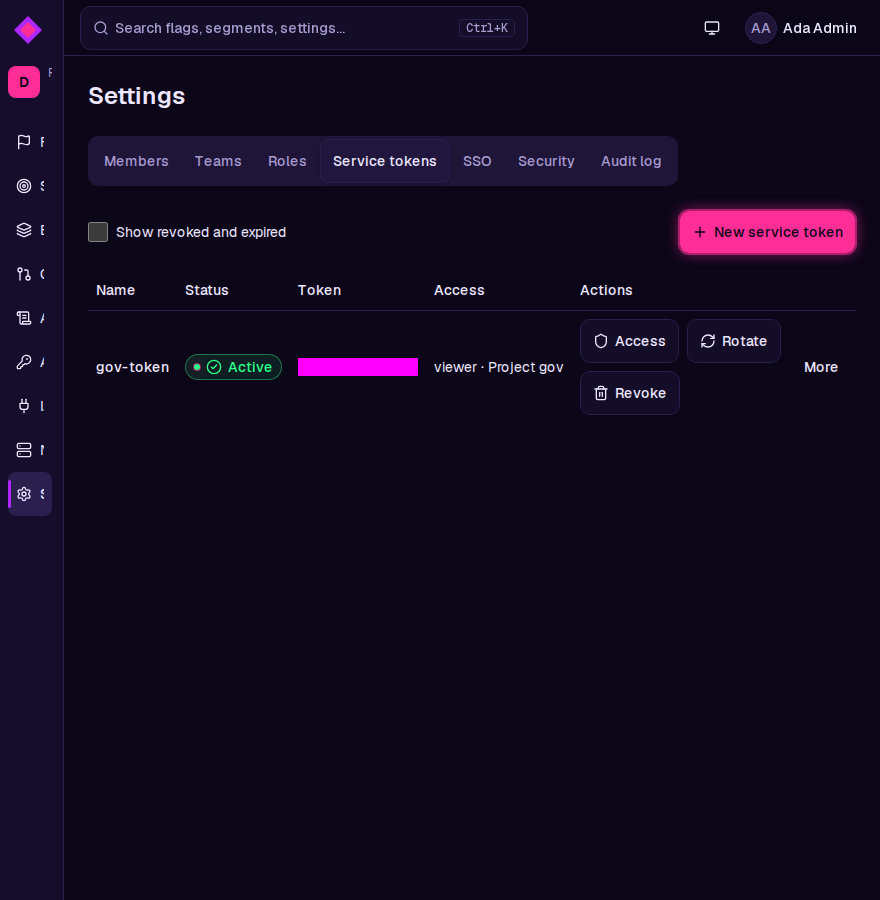 Search flags, segments, settings...
Ctrl+K
AA
Ada Admin
D
Settings
Members
Teams
Roles
Service tokens
SSO
Security
Audit log
Show revoked and expired
New service token
Name
Status
Token
Access
Actions
gov-token
Active
viewer · Project gov
Access
Rotate
Revoke
More